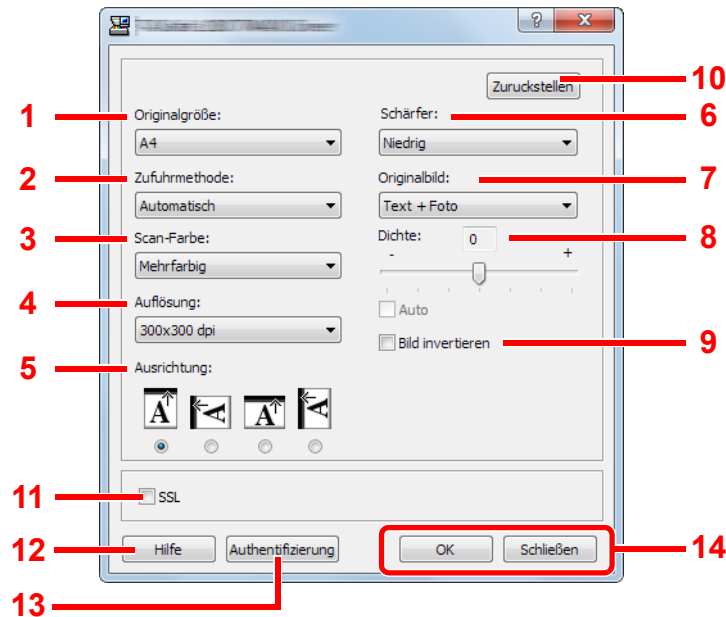 ?
X
Zuruckstellen
10
1
Originalgröße:
A4
Schärfer:
6
Niedrig
2
Zufuhrmethode:
Automatisch
Originalbild:
7
Text + Foto
3
Scan-Farbe:
Mehrfarbig
Dichte:
0
8
- +
4
Auflösung:
300x300 dpi
Auto
Bild invertieren
9
5
Ausrichtung:
A A A A
11
SSL
12
Hilfe
Authentifizierung
OK
Schließen
14
13